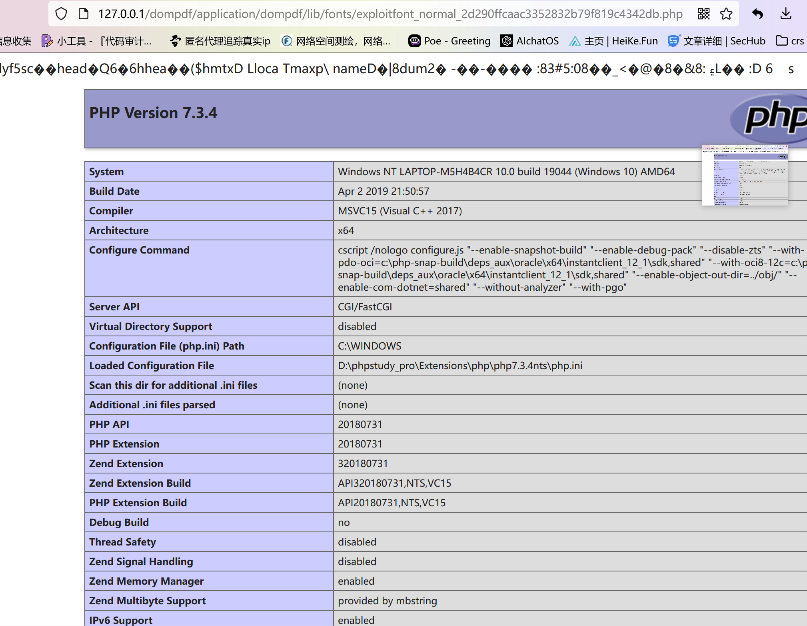 127.0.0.1/dompdf/application/dompdf/lib/fonts/exploitfont_normal_2d290ffcaac3352832b79f819c4342db.php
息收集 小工具 - 『代码审计... 匿名代理追踪真实ip 网络空间测绘，网络... Poe - Greeting AIchatOS 主页 | HeiKe.Fun 文章详细 | SecHub crs
lyf5sc��head�Q6�6hhea��($hmtxD Lloca Tmaxp\ nameD�|8dum2� -��-���� :83#5:08��_<�@�8�&8: L�� :D 6 s
PHP Version 7.3.4
php
System Windows NT LAPTOP-M5H4B4CR 10.0 build 19044 (Windows 10) AMD64
Build Date Apr 2 2019 21:50:57
Compiler MSVC15 (Visual C++ 2017)
Architecture x64
Configure Command cscript /nologo configure.js "--enable-snapshot-build" "--enable-debug-pack" "--disable-zts" "--with-
pdo-oci=c:\php-snap-build\deps_aux\oracle\x64\instantclient_12_1\sdk,shared" "--with-oci8-12c=c:\p
snap-build\deps_aux\oracle\x64\instantclient_12_1\sdk,shared" "--enable-object-out-dir=../obj/" "--
enable-com-dotnet=shared" "--without-analyzer" "--with-pgo"
Server API CGI/FastCGI
Virtual Directory Support disabled
Configuration File (php.ini) Path C:\WINDOWS
Loaded Configuration File D:\phpstudy_pro\Extensions\php\php7.3.4nts\php.ini
Scan this dir for additional .ini files (none)
Additional .ini files parsed (none)
PHP API 20180731
PHP Extension 20180731
Zend Extension 320180731
Zend Extension Build API320180731,NTS,VC15
PHP Extension Build API20180731,NTS,VC15
Debug Build no
Thread Safety disabled
Zend Signal Handling disabled
Zend Memory Manager enabled
Zend Multibyte Support provided by mbstring
IPv6 Support enabled